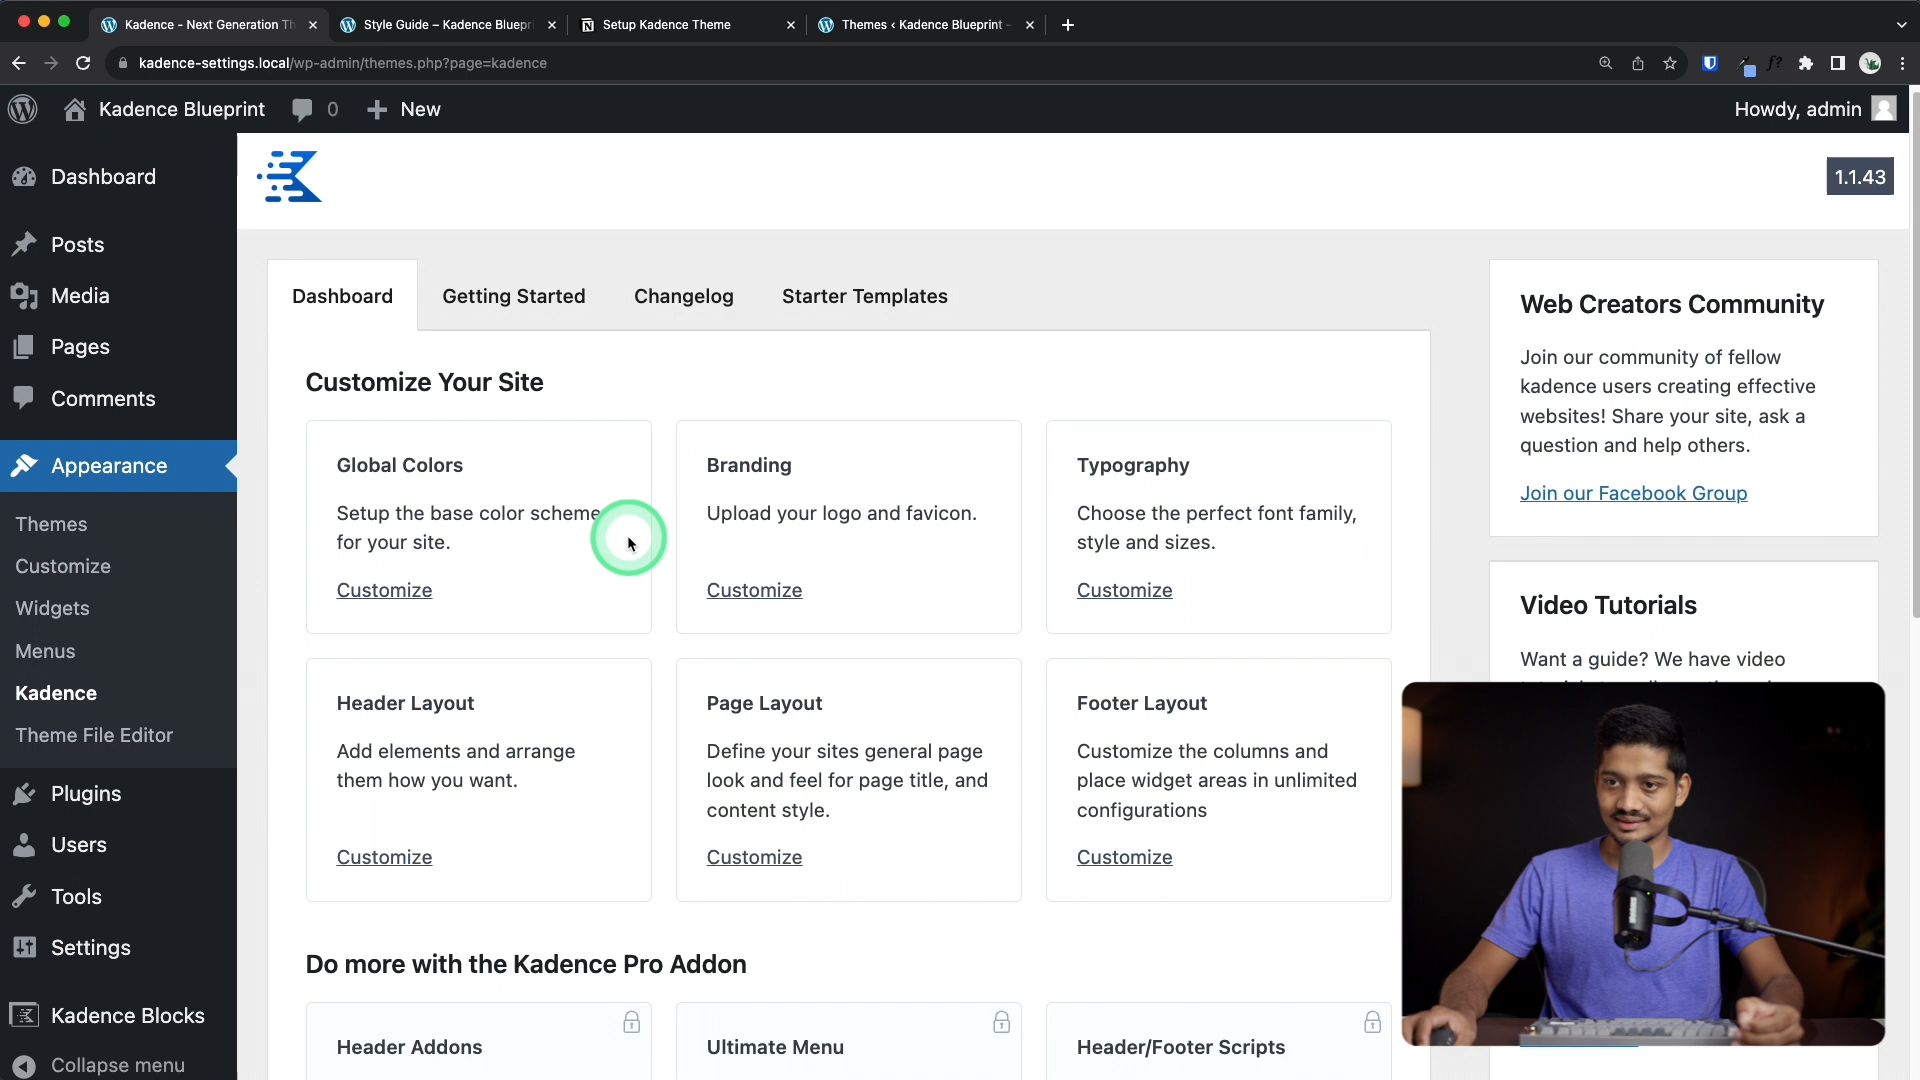 Kadence - Next Generation Th
Style Guide – Kadence Bluepri
Setup Kadence Theme
Themes ‹ Kadence Blueprint –
kadence-settings.local/wp-admin/themes.php?page=kadence
Kadence Blueprint
0
New
Howdy, admin
Dashboard
Posts
Media
Pages
Comments
Appearance
Themes
Customize
Widgets
Menus
Kadence
Theme File Editor
Plugins
Users
Tools
Settings
Kadence Blocks
Collapse menu
1.1.43
Dashboard
Getting Started
Changelog
Starter Templates
Customize Your Site
Global Colors
Setup the base color scheme
for your site.
Customize
Branding
Upload your logo and favicon.
Customize
Typography
Choose the perfect font family,
style and sizes.
Customize
Header Layout
Add elements and arrange
them how you want.
Customize
Page Layout
Define your sites general page
look and feel for page title, and
content style.
Customize
Footer Layout
Customize the columns and
place widget areas in unlimited
configurations
Customize
Do more with the Kadence Pro Addon
Header Addons
Ultimate Menu
Header/Footer Scripts
Web Creators Community
Join our community of fellow
kadence users creating effective
websites! Share your site, ask a
question and help others.
Join our Facebook Group
Video Tutorials
Want a guide? We have video